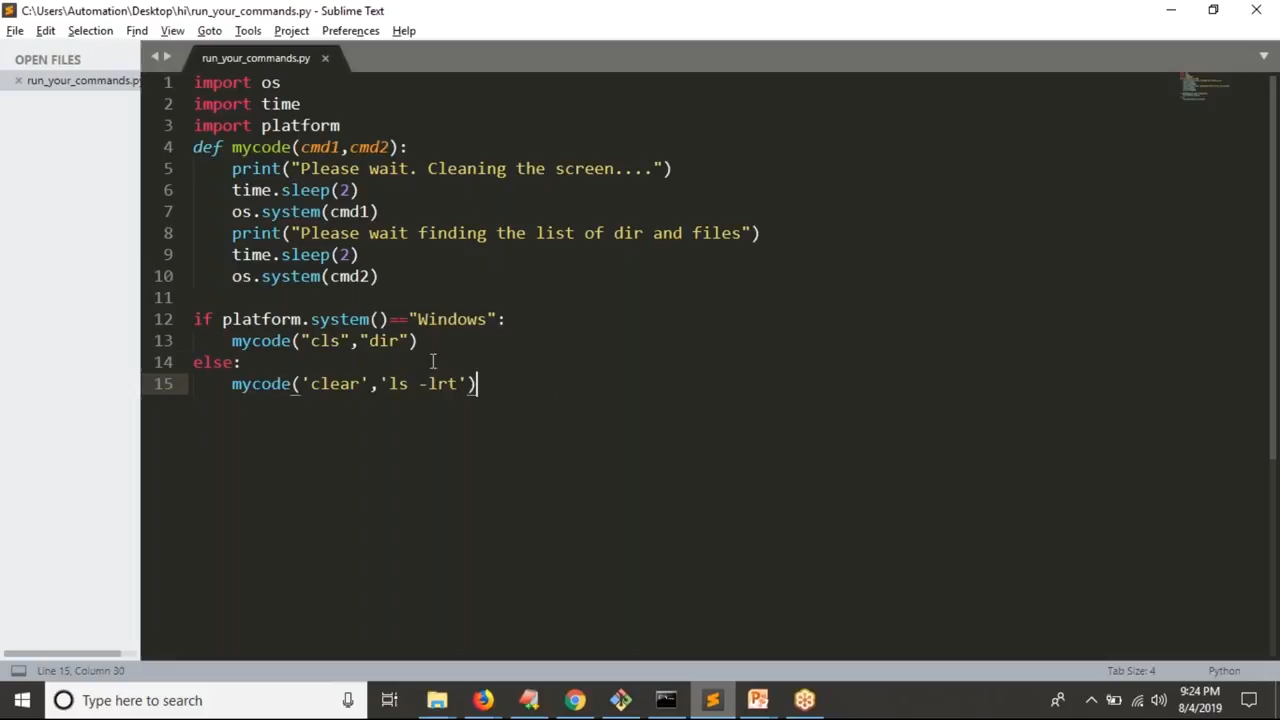 C:\Users\Automation\Desktop\hi\run_your_commands.py - Sublime Text
File Edit Selection Find View Goto Tools Project Preferences Help
OPEN FILES
run_your_commands.py
run_your_commands.py
1 import os
2 import time
3 import platform
4 def mycode(cmd1,cmd2):
5     print("Please wait. Cleaning the screen....")
6     time.sleep(2)
7     os.system(cmd1)
8     print("Please wait finding the list of dir and files")
9     time.sleep(2)
10     os.system(cmd2)
11
12 if platform.system()=="Windows":
13     mycode("cls","dir")
14 else:
15     mycode('clear','ls -lrt')
Line 15, Column 30
Tab Size: 4
Python
Type here to search
9:24 PM
8/4/2019